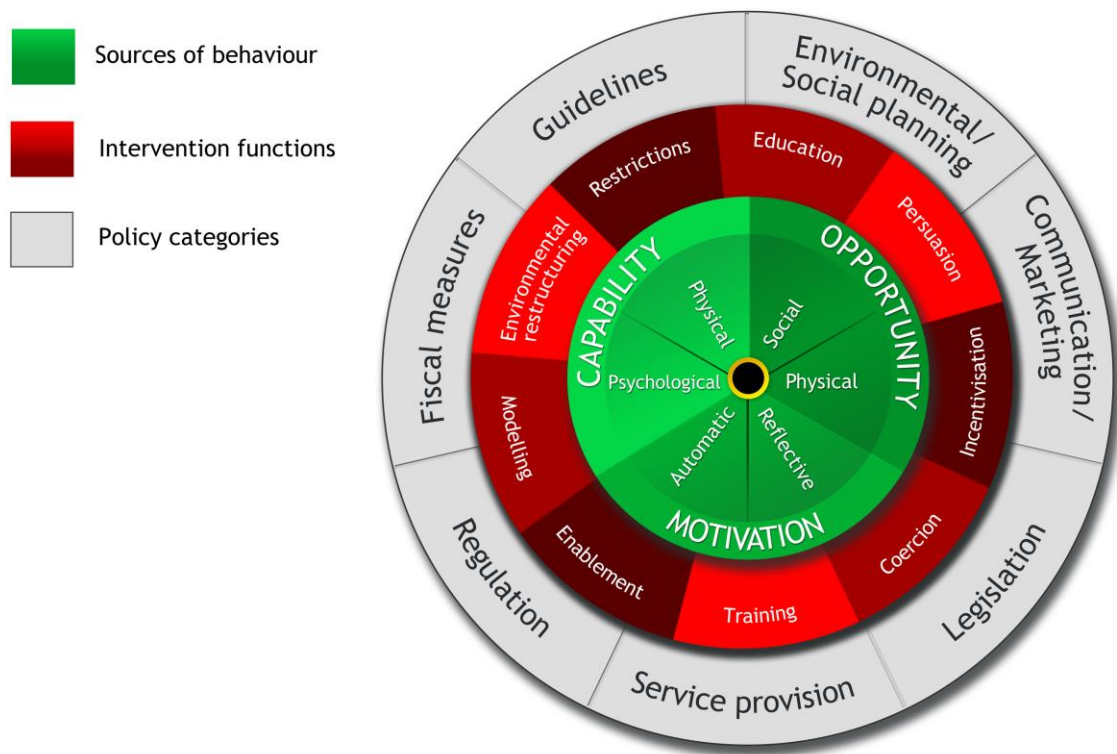 Sources of behaviour
Intervention functions
Policy categories
Guidelines
Environmental/
Social planning
Communication/
Marketing
Legislation
Service provision
Regulation
Fiscal measures
Restrictions
Education
Persuasion
Incentivisation
Coercion
Training
Enablement
Modelling
Environmental
restructuring
CAPABILITY
OPPORTUNITY
MOTIVATION
Physical
Social
Physical
Reflective
Automatic
Psychological